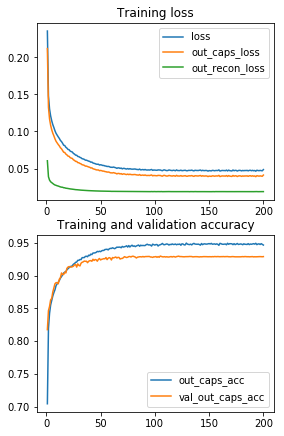 Training loss
0.20
0.15
0.10
0.05
loss
out_caps_loss
out_recon_loss
0 50 100 150 200
Training and validation accuracy
0.95
0.90
0.85
0.80
0.75
0.70
out_caps_acc
val_out_caps_acc
0 50 100 150 200